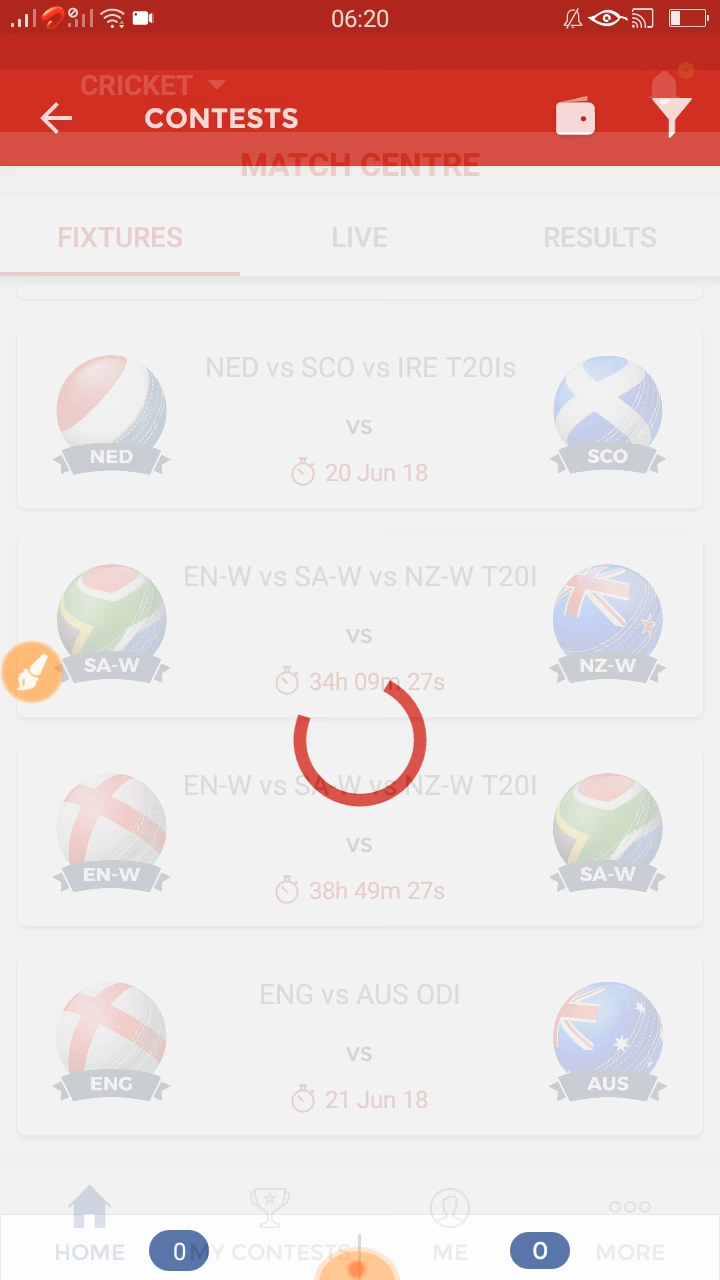 06:20
CRICKET
CONTESTS
MATCH CENTRE
FIXTURES LIVE RESULTS
NED vs SCO vs IRE T20Is
vs
NED SCO
20 Jun 18
EN-W vs SA-W vs NZ-W T20I
vs
SA-W NZ-W
34h 09m 27s
EN-W vs SA-W vs NZ-W T20I
vs
EN-W SA-W
38h 49m 27s
ENG vs AUS ODI
vs
ENG AUS
21 Jun 18
HOME 0 MY CONTESTS ME 0 MORE